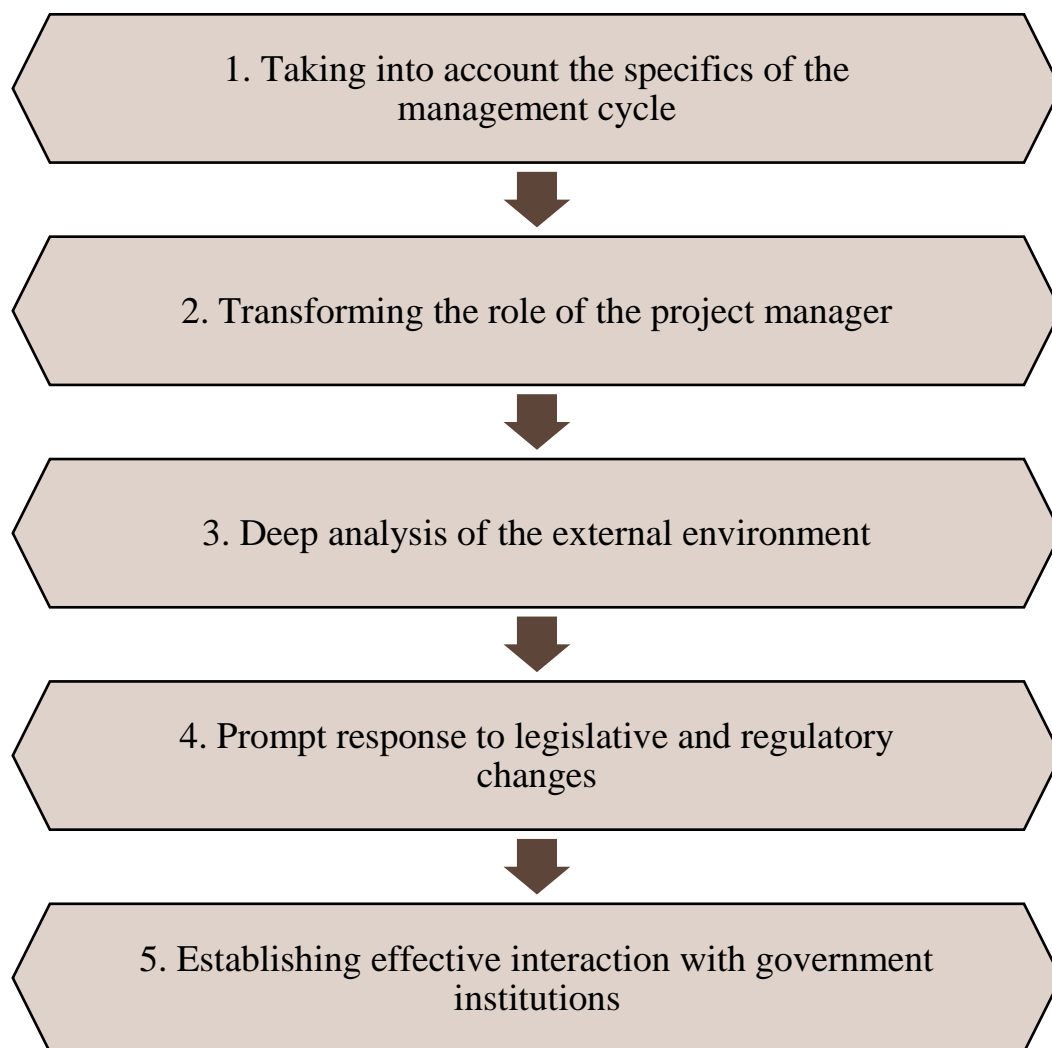 1. Taking into account the specifics of the
management cycle
2. Transforming the role of the project manager
3. Deep analysis of the external environment
4. Prompt response to legislative and regulatory
changes
5. Establishing effective interaction with government
institutions